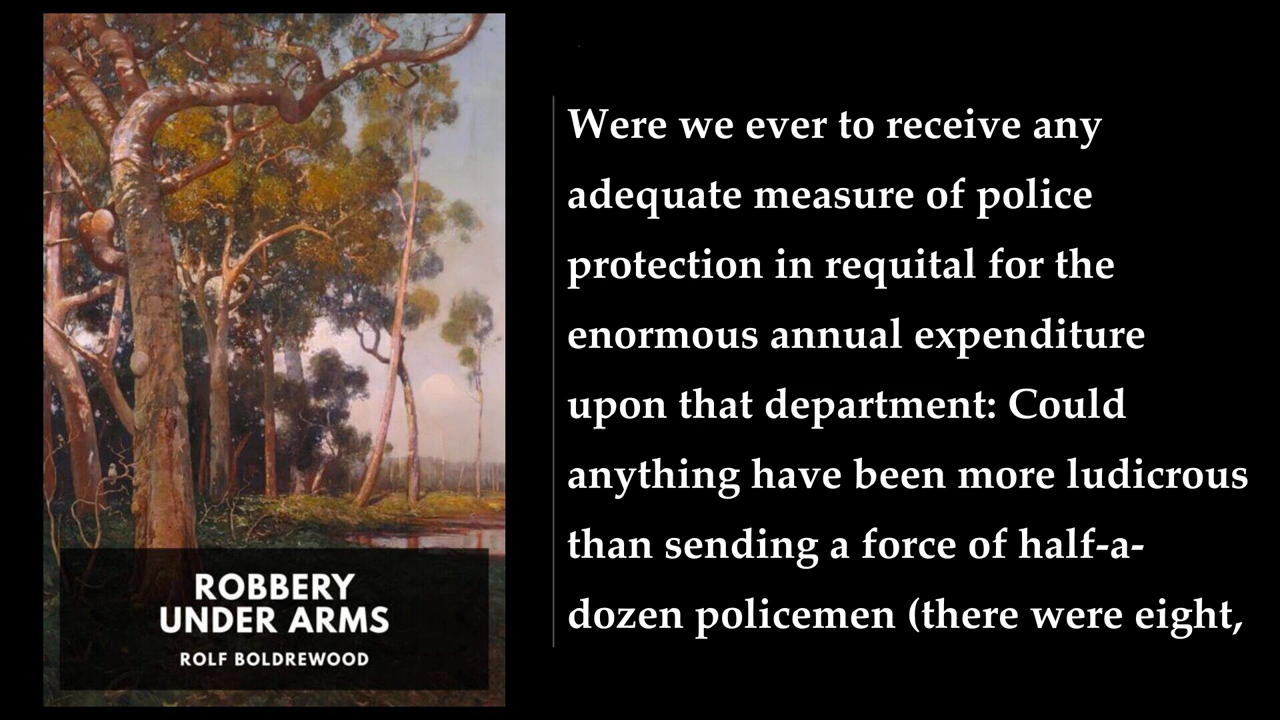 ROBBERY
UNDER ARMS
ROLF BOLDREWOOD
Were we ever to receive any
adequate measure of police
protection in requital for the
enormous annual expenditure
upon that department: Could
anything have been more ludicrous
than sending a force of half-a-
dozen policemen (there were eight,